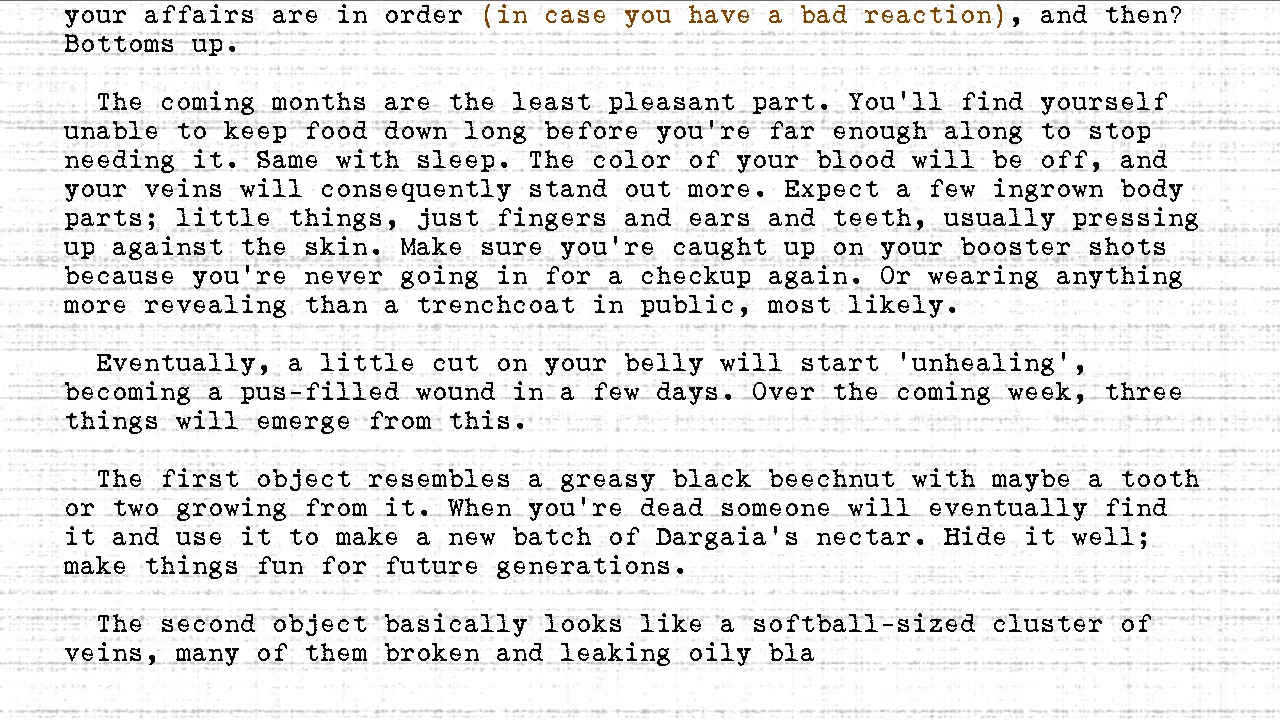 your affairs are in order (in case you have a bad reaction), and then?
Bottoms up.
The coming months are the least pleasant part. You'll find yourself
unable to keep food down long before you're far enough along to stop
needing it. Same with sleep. The color of your blood will be off, and
your veins will consequently stand out more. Expect a few ingrown body
parts; little things, just fingers and ears and teeth, usually pressing
up against the skin. Make sure you're caught up on your booster shots
because you're never going in for a checkup again. Or wearing anything
more revealing than a trenchcoat in public, most likely.
Eventually, a little cut on your belly will start 'unhealing',
becoming a pus-filled wound in a few days. Over the coming week, three
things will emerge from this.
The first object resembles a greasy black beechnut with maybe a tooth
or two growing from it. When you're dead someone will eventually find
it and use it to make a new batch of Dargaia's nectar. Hide it well;
make things fun for future generations.
The second object basically looks like a softball-sized cluster of
veins, many of them broken and leaking oily bla